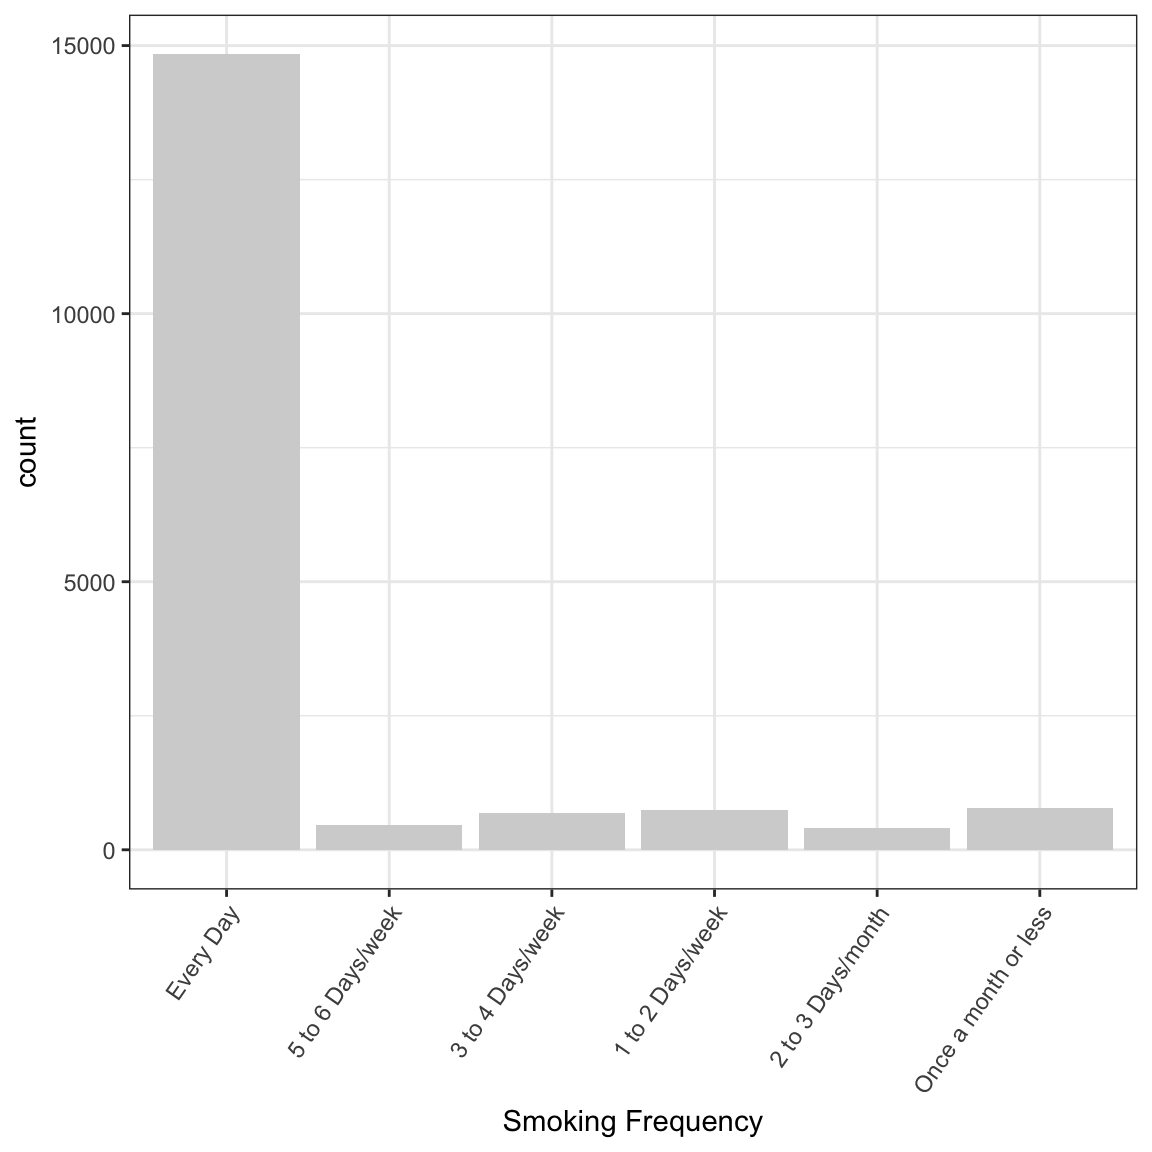 15000
10000
5000
0
count
Every Day
5 to 6 Days/week
3 to 4 Days/week
1 to 2 Days/week
2 to 3 Days/month
Once a month or less
Smoking Frequency